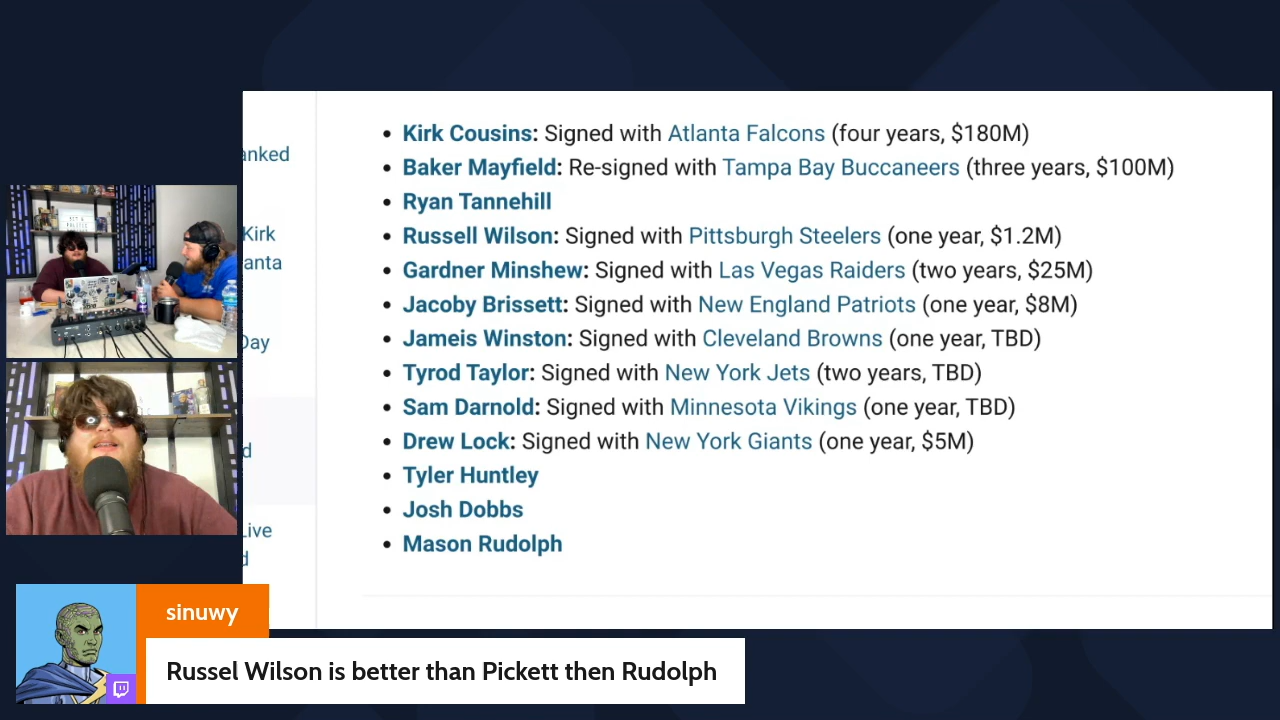 anked
Kirk
anta
Day
d
Live
d
Kirk Cousins: Signed with Atlanta Falcons (four years, $180M)
Baker Mayfield: Re-signed with Tampa Bay Buccaneers (three years, $100M)
Ryan Tannehill
Russell Wilson: Signed with Pittsburgh Steelers (one year, $1.2M)
Gardner Minshew: Signed with Las Vegas Raiders (two years, $25M)
Jacoby Brissett: Signed with New England Patriots (one year, $8M)
Jameis Winston: Signed with Cleveland Browns (one year, TBD)
Tyrod Taylor: Signed with New York Jets (two years, TBD)
Sam Darnold: Signed with Minnesota Vikings (one year, TBD)
Drew Lock: Signed with New York Giants (one year, $5M)
Tyler Huntley
Josh Dobbs
Mason Rudolph
sinuwy
Russel Wilson is better than Pickett then Rudolph